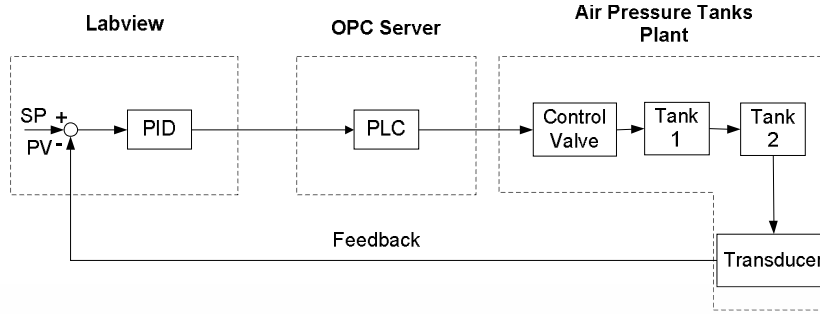 Labview
OPC Server
Air Pressure Tanks
Plant
SP +
PV -
PID
PLC
Control
Valve
Tank
1
Tank
2
Feedback
Transducer